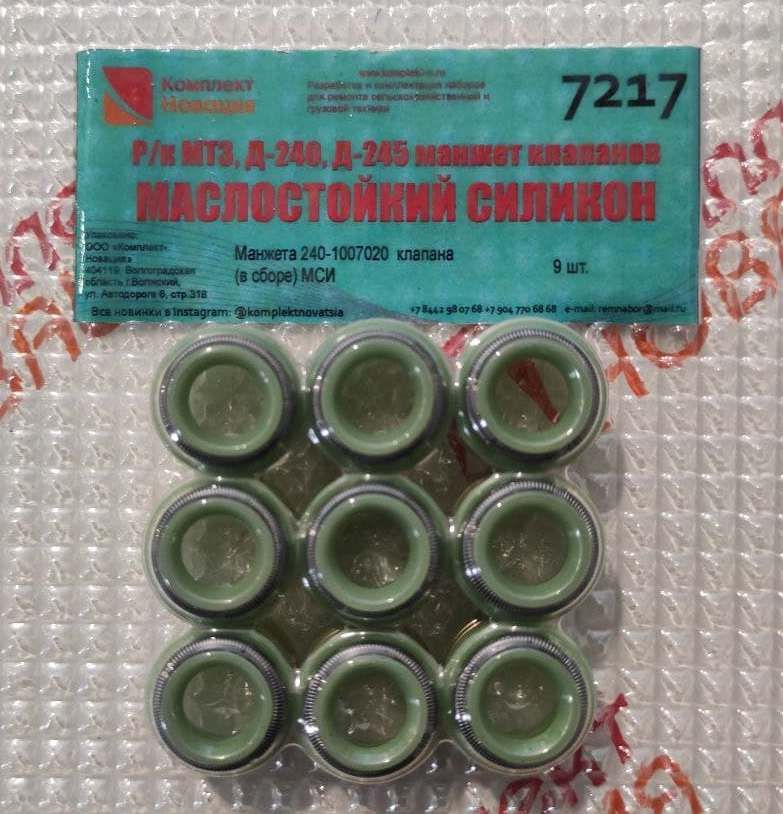 Комплект
Новация
www.komplekt-n.ru
Разработка и комплектация наборов
для ремонта сельскохозяйственной и
грузовой техники
7217
Р/к МТЗ, Д-240, Д-245 манжет клапанов
МАСЛОСТОЙКИЙ СИЛИКОН
Упаковано:
ООО «Комплект
Новация»
404119, Волгоградская
область г.Волжский,
ул. Автодорога 6, стр.31В
Манжета 240-1007020 клапана
(в сборе) МСИ
9 шт.
Все новинки в Instagram: @komplektnovatsia
+7 8442 98 07 68 +7 904 770 68 68 e-mail: remnabor@mail.ru